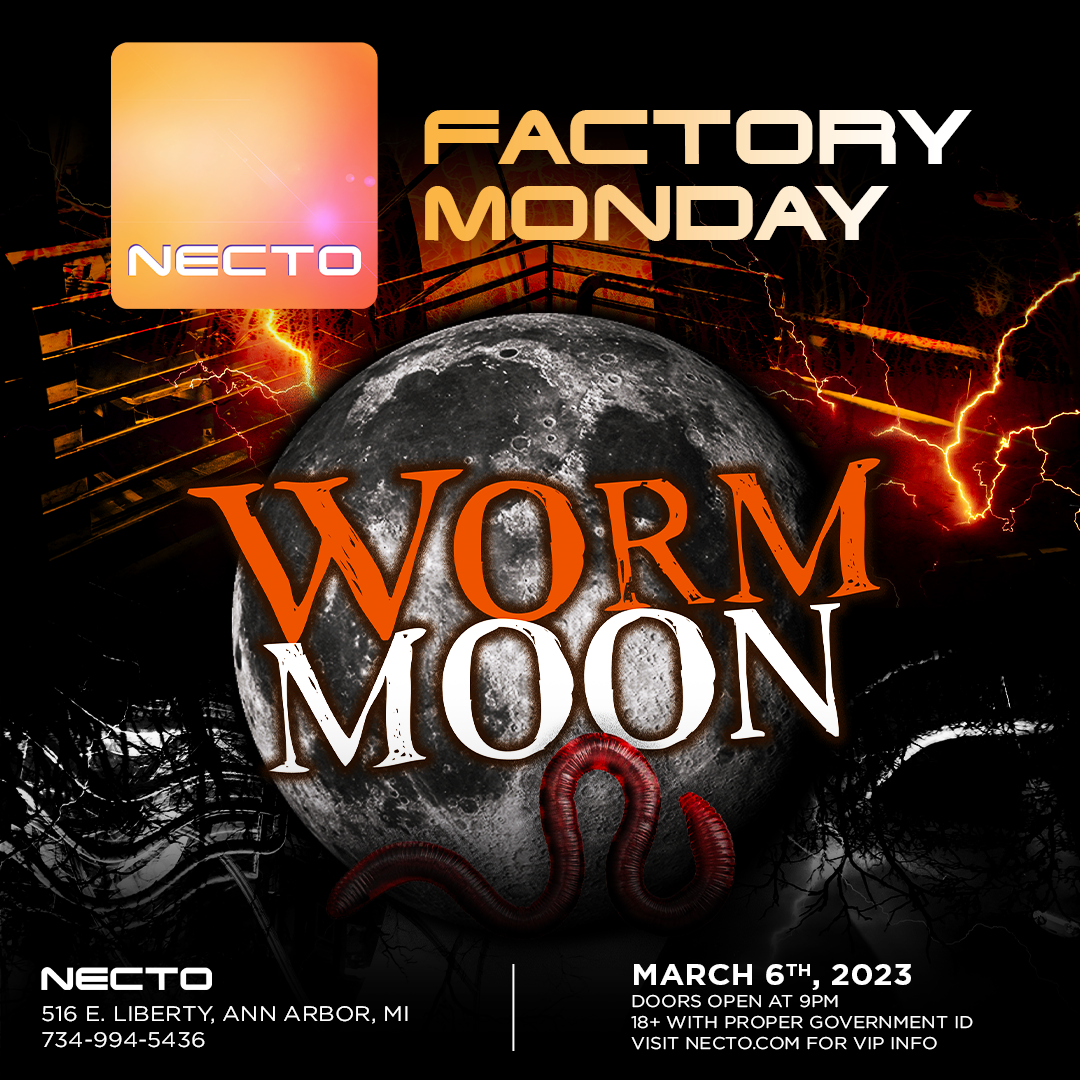 NECTO
FACTORY
MONDAY
WORM
MOON
NECTO
516 E. LIBERTY, ANN ARBOR, MI
734-994-5436
MARCH 6TH, 2023
DOORS OPEN AT 9PM
18+ WITH PROPER GOVERNMENT ID
VISIT NECTO.COM FOR VIP INFO